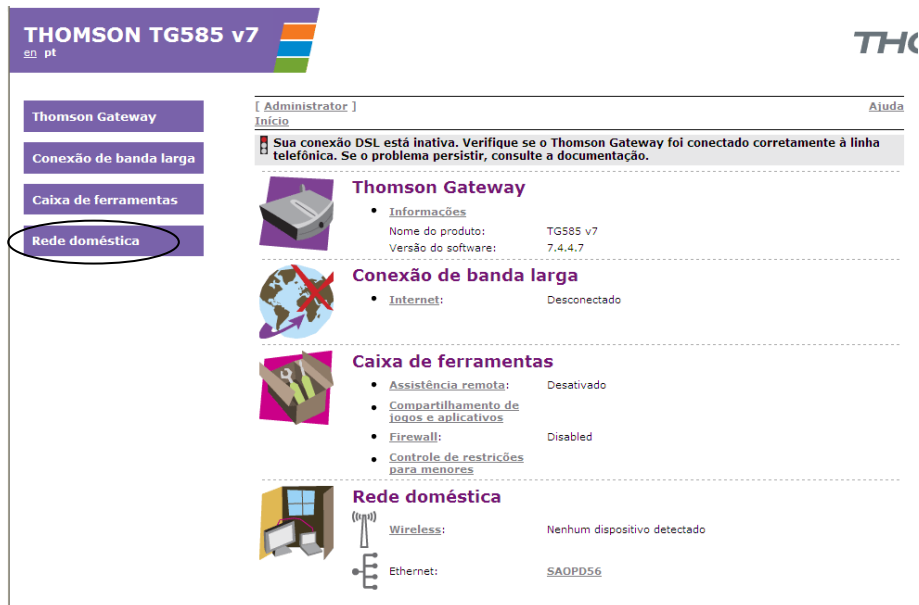 THOMSON TG585 v7
en pt
Thomson Gateway
Conexão de banda larga
Caixa de ferramentas
Rede doméstica
[ Administrator ]
Ajuda
Início
Sua conexão DSL está inativa. Verifique se o Thomson Gateway foi conectado corretamente à linha
telefônica. Se o problema persistir, consulte a documentação.
Thomson Gateway
Informações
Nome do produto: TG585 v7
Versão do software: 7.4.4.7
Conexão de banda larga
Internet: Desconectado
Caixa de ferramentas
Assistência remota: Desativado
Compartilhamento de
jogos e aplicativos
Firewall: Disabled
Controle de restrições
para menores
Rede doméstica
Wireless: Nenhum dispositivo detectado
Ethernet: SAOPD56